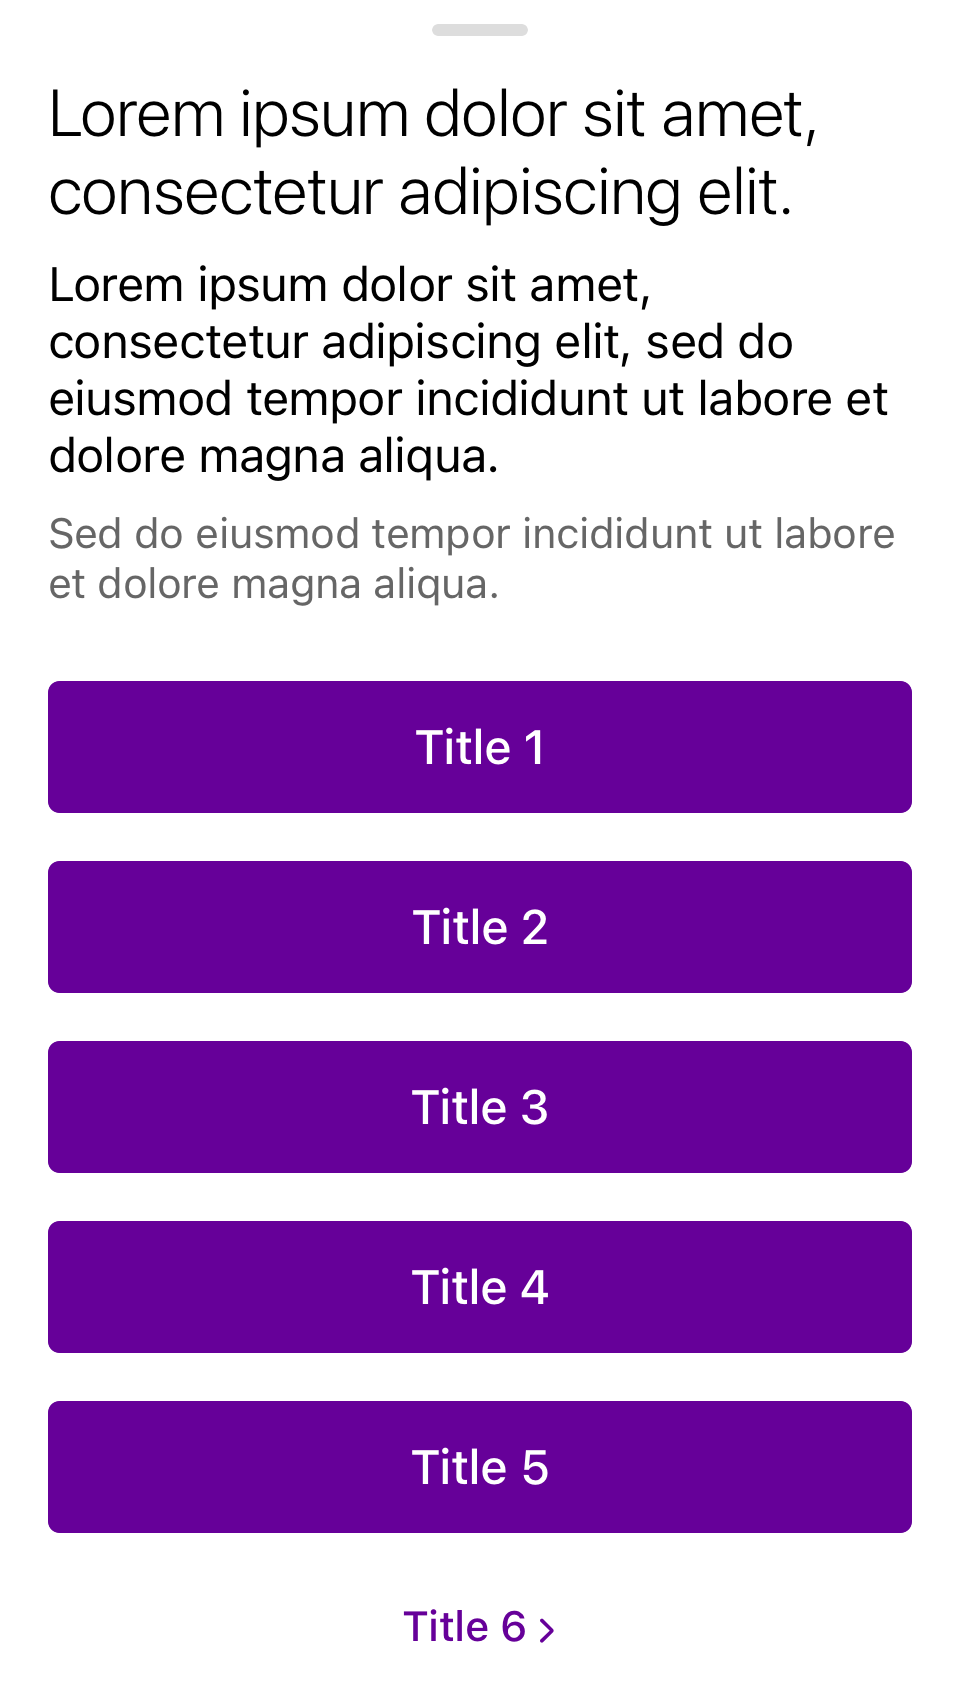 Lorem ipsum dolor sit amet,
consectetur adipiscing elit.
Lorem ipsum dolor sit amet,
consectetur adipiscing elit, sed do
eiusmod tempor incididunt ut labore et
dolore magna aliqua.
Sed do eiusmod tempor incididunt ut labore
et dolore magna aliqua.
Title 1
Title 2
Title 3
Title 4
Title 5
Title 6